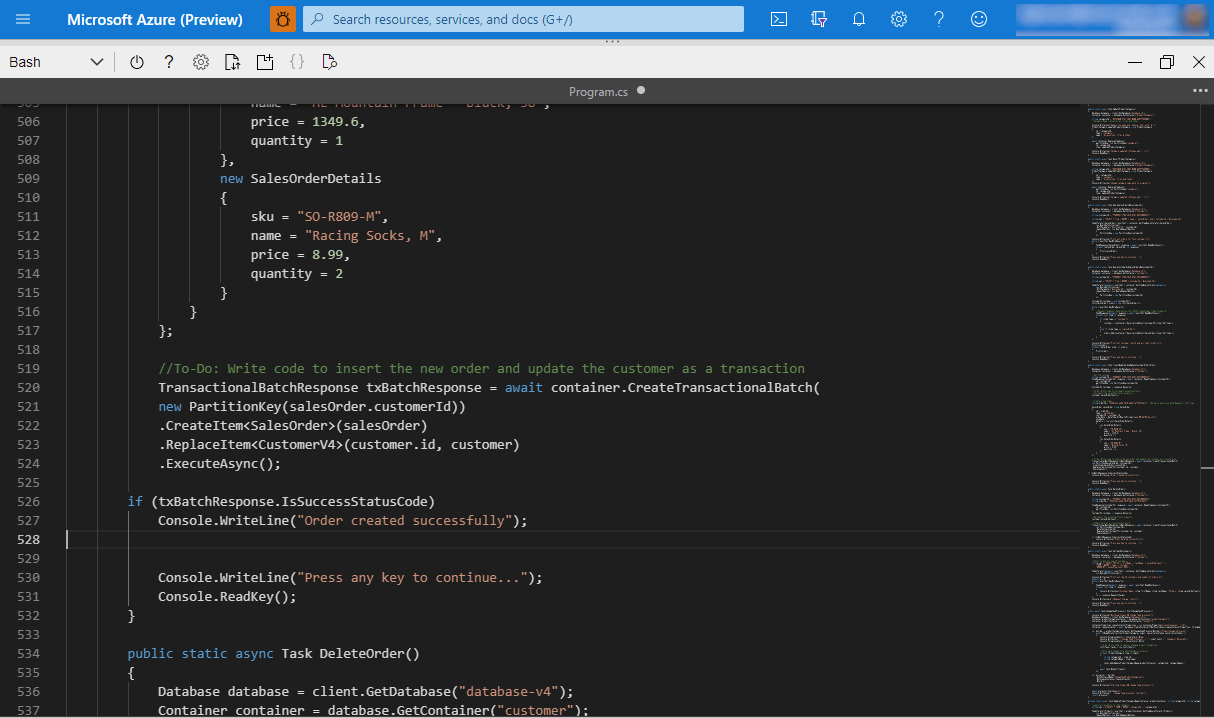 Microsoft Azure (Preview)
Search resources, services, and docs (G+/)
Bash
Program.cs
505 name = "HL Mountain Frame - Black, 38",
506 price = 1349.6,
507 quantity = 1
508 },
509 new SalesOrderDetails
510 {
511 sku = "SO-R809-M",
512 name = "Racing Socks, M",
513 price = 8.99,
514 quantity = 2
515 }
516 }
517 };
518
519 //To-Do: Write code to insert the new order and update the customer as a transaction
520 TransactionalBatchResponse txBatchResponse = await container.CreateTransactionalBatch(
521 new PartitionKey(salesOrder.customerId))
522 .CreateItem<SalesOrder>(salesOrder)
523 .ReplaceItem<CustomerV4>(customer.id, customer)
524 .ExecuteAsync();
525
526 if (txBatchResponse.IsSuccessStatusCode)
527 Console.WriteLine("Order created successfully");
528
529
530 Console.WriteLine("Press any key to continue...");
531 Console.ReadKey();
532 }
533
534 public static async Task DeleteOrder()
535 {
536 Database database = client.GetDatabase("database-v4");
537 Container container = database.GetContainer("customer");